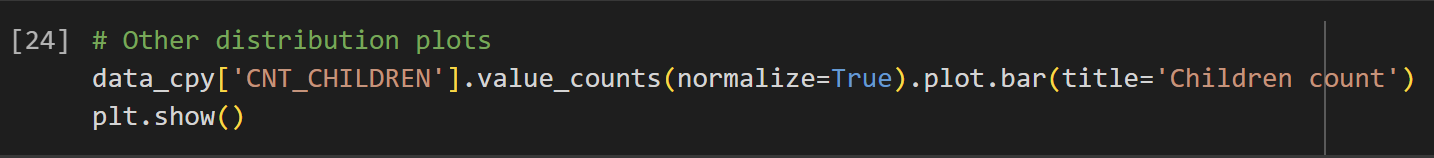 [24] # Other distribution plots
data_cpy['CNT_CHILDREN'].value_counts(normalize=True).plot.bar(title='Children count')
plt.show()